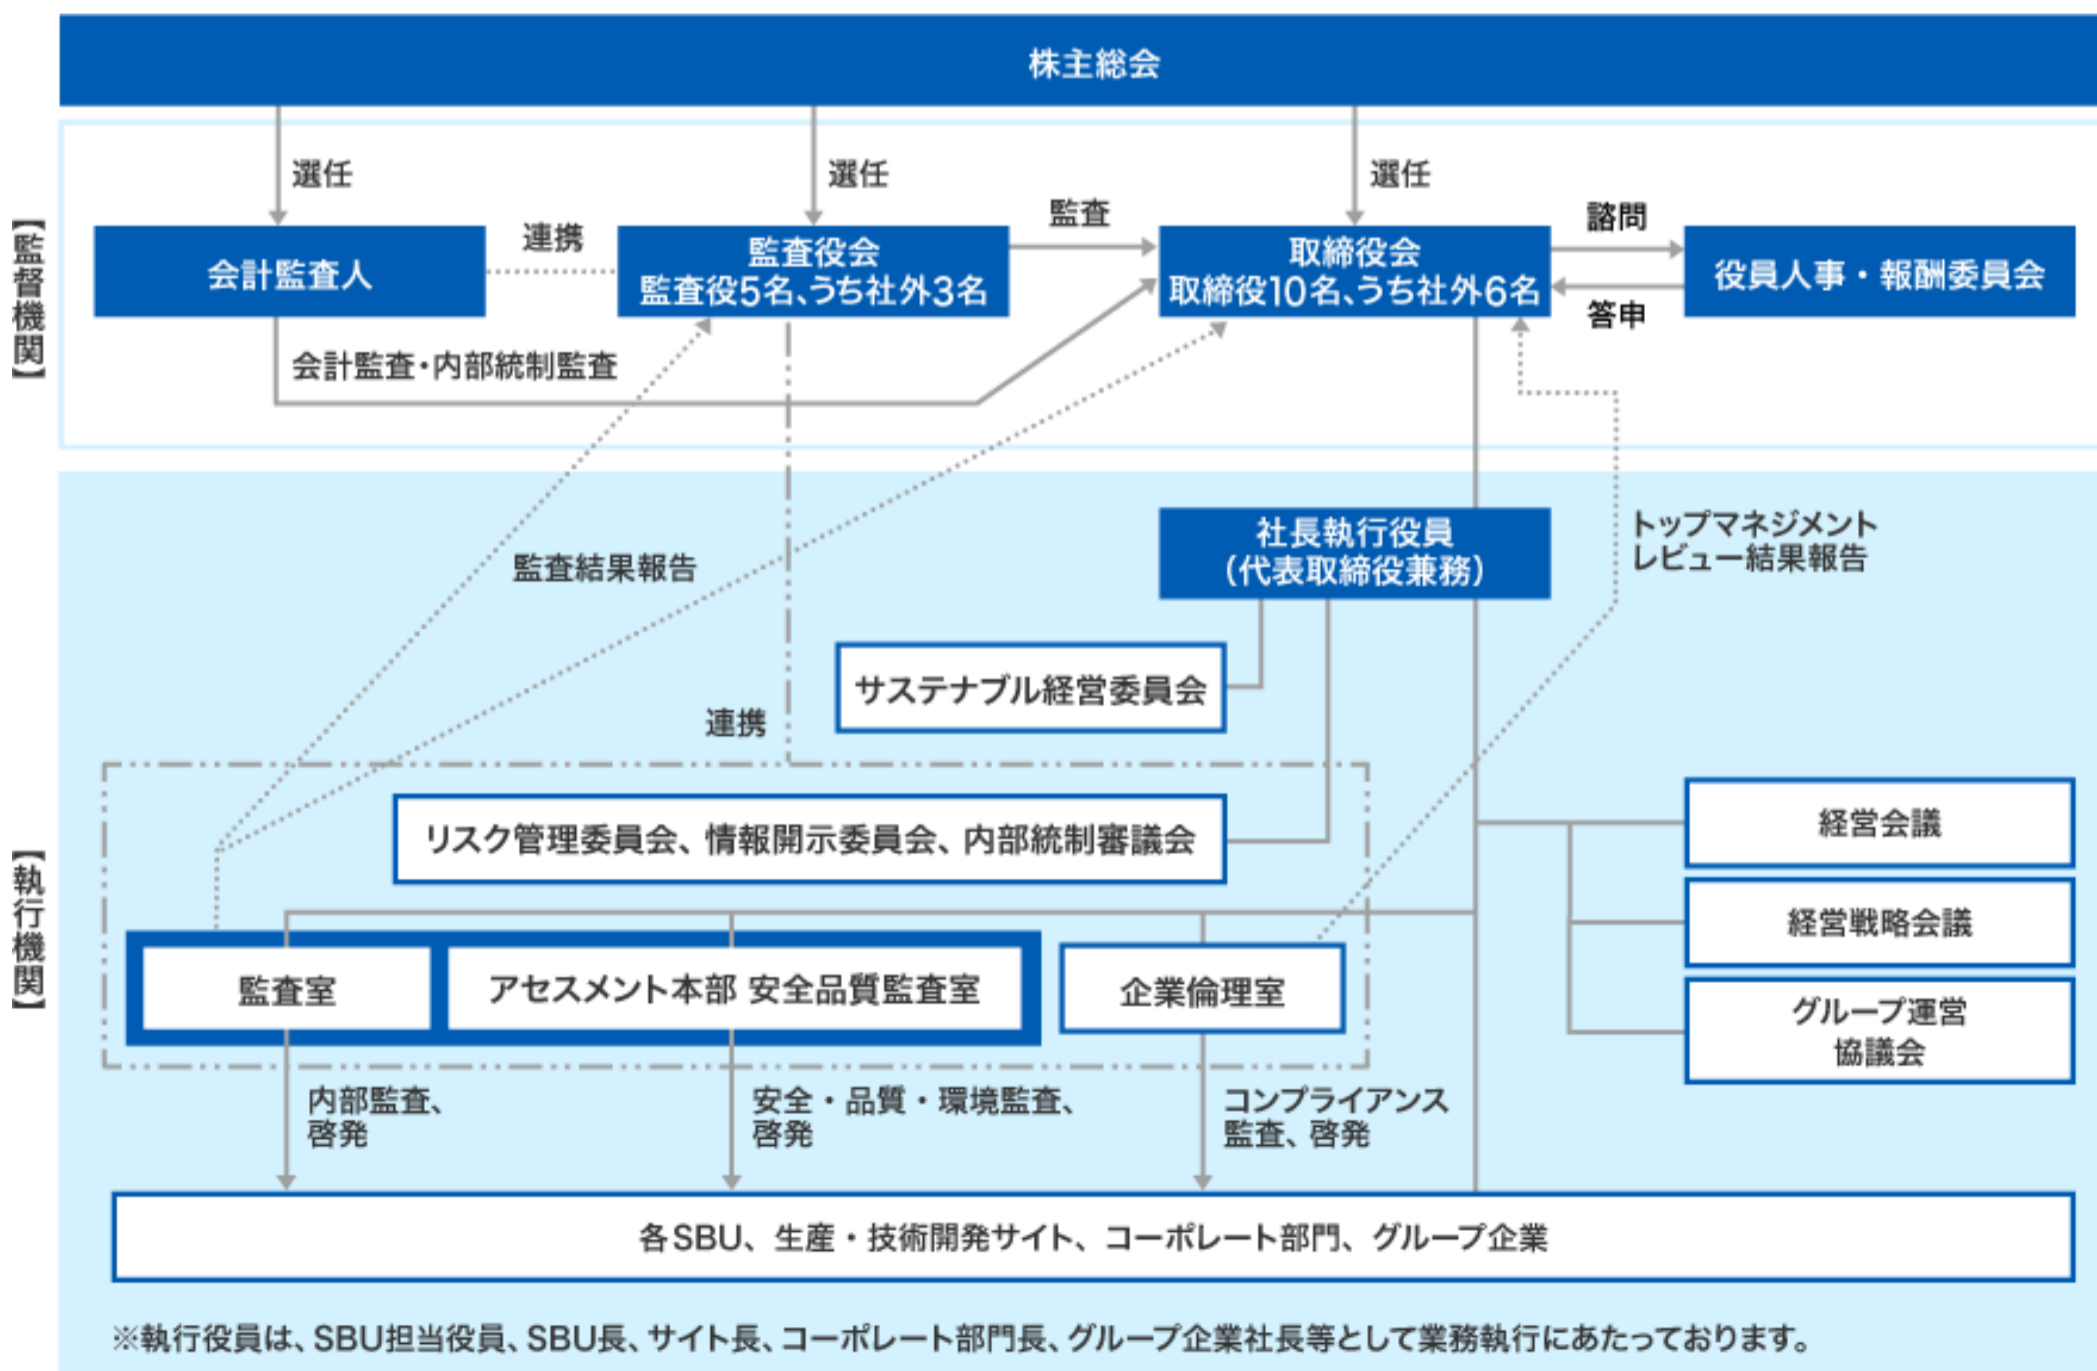 株主総会
【監督機関】
選任
選任
選任
会計監査人
連携
監査役会
監査役5名、うち社外3名
監査
取締役会
取締役10名、うち社外6名
諮問
答申
役員人事・報酬委員会
会計監査・内部統制監査
【執行機関】
社長執行役員
（代表取締役兼務）
トップマネジメント
レビュー結果報告
監査結果報告
サステナブル経営委員会
連携
リスク管理委員会、情報開示委員会、内部統制審議会
経営会議
経営戦略会議
グループ運営
協議会
監査室
アセスメント本部 安全品質監査室
企業倫理室
内部監査、
啓発
安全・品質・環境監査、
啓発
コンプライアンス
監査、啓発
各SBU、生産・技術開発サイト、コーポレート部門、グループ企業
※執行役員は、SBU担当役員、SBU長、サイト長、コーポレート部門長、グループ企業社長等として業務執行にあたっております。